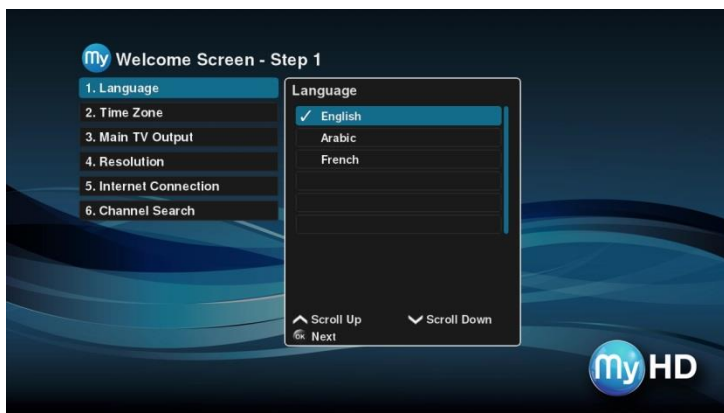 my Welcome Screen - Step 1
1. Language
2. Time Zone
3. Main TV Output
4. Resolution
5. Internet Connection
6. Channel Search
Language
✓ English
Arabic
French
Scroll Up Scroll Down
OK Next
my HD